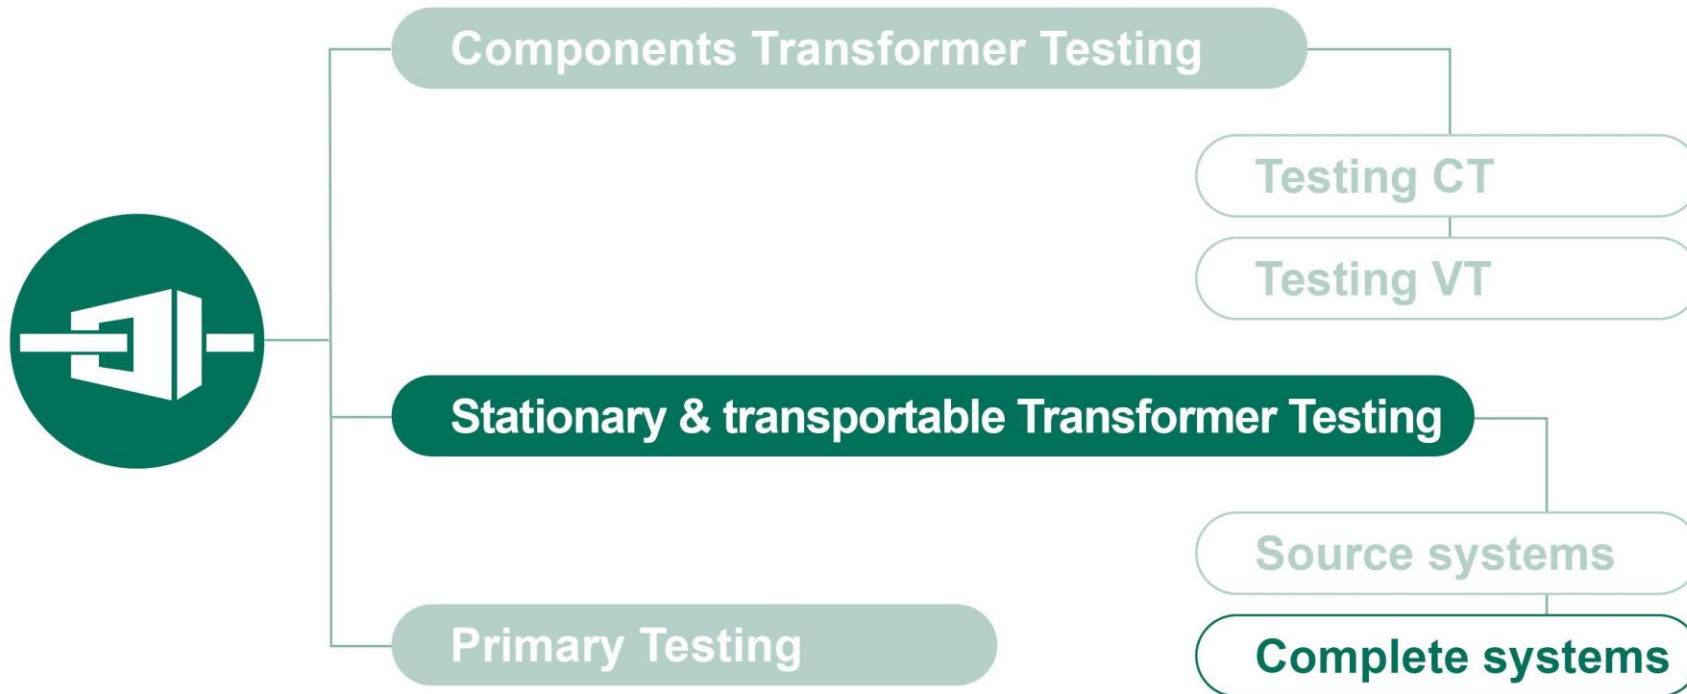 Components Transformer Testing
Testing CT
Testing VT
Stationary & transportable Transformer Testing
Source systems
Primary Testing
Complete systems